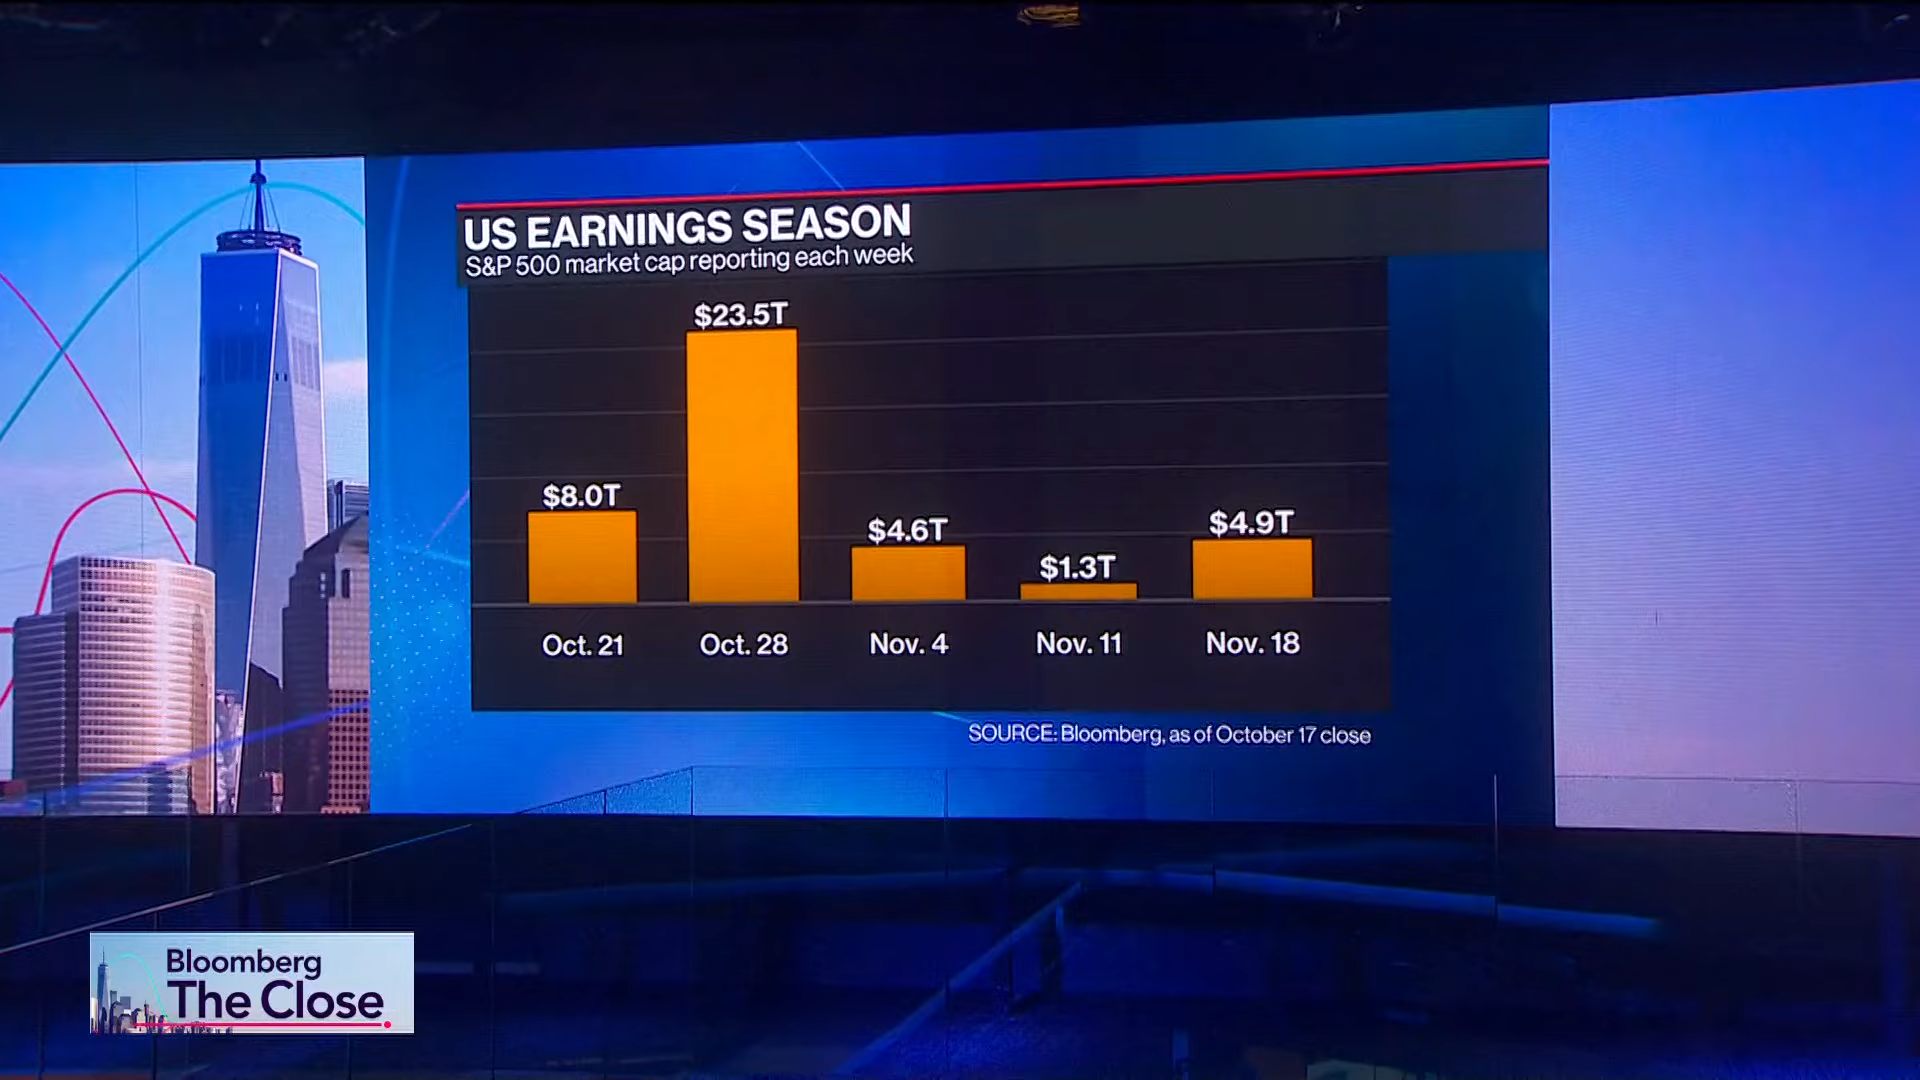 US EARNINGS SEASON
S&P 500 market cap reporting each week
$8.0T
$23.5T
$4.6T
$1.3T
$4.9T
Oct. 21
Oct. 28
Nov. 4
Nov. 11
Nov. 18
SOURCE: Bloomberg, as of October 17 close
Bloomberg
The Close